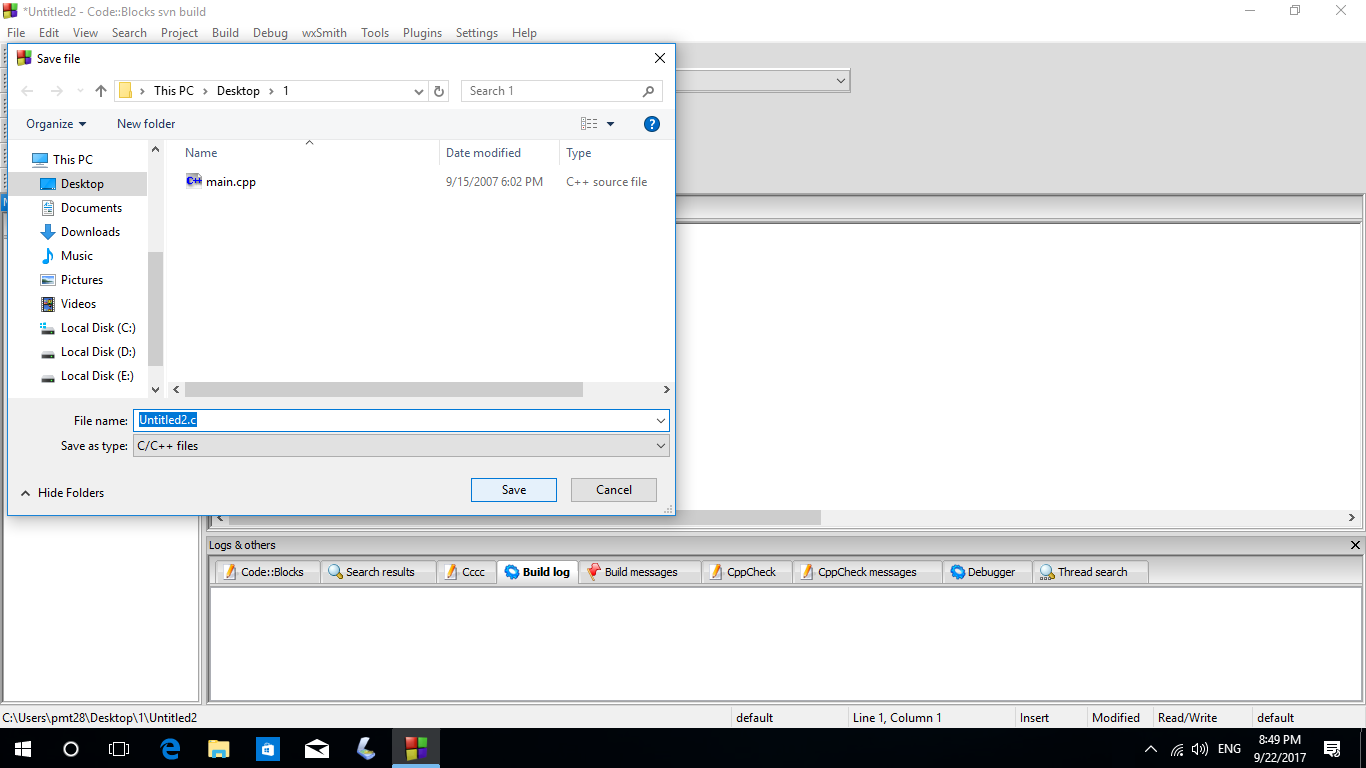 *Untitled2 - Code::Blocks svn build
File Edit View Search Project Build Debug wxSmith Tools Plugins Settings Help
Save file
This PC > Desktop > 1
Search 1
Organize New folder
Name Date modified Type
This PC
main.cpp 9/15/2007 6:02 PM C++ source file
Desktop
Documents
Downloads
Music
Pictures
Videos
Local Disk (C:)
Local Disk (D:)
Local Disk (E:)
File name: Untitled2.c
Save as type: C/C++ files
Hide Folders
Save Cancel
Logs & others
Code::Blocks Search results Cccc Build log Build messages CppCheck CppCheck messages Debugger Thread search
C:\Users\pmt28\Desktop\1\Untitled2 default Line 1, Column 1 Insert Modified Read/Write default
ENG
8:49 PM
9/22/2017